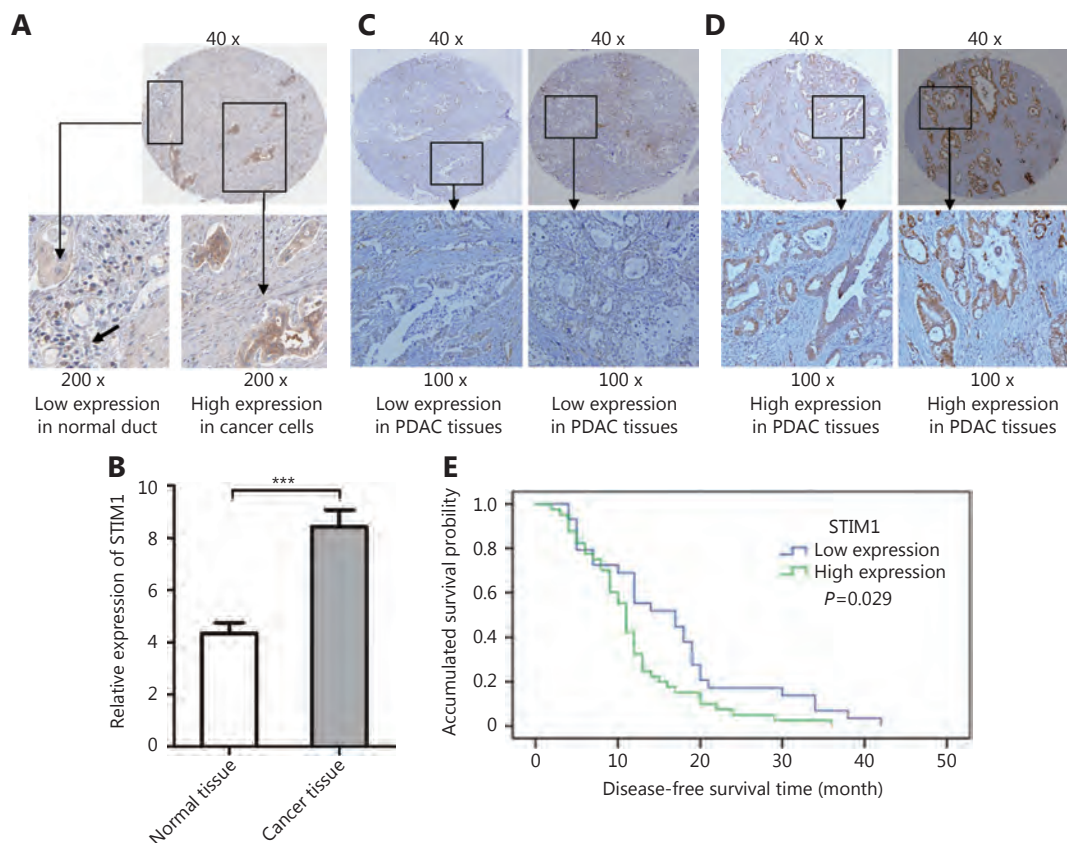 A
40 x
200 x
Low expression
in normal duct
200 x
High expression
in cancer cells
C
40 x
40 x
100 x
Low expression
in PDAC tissues
100 x
Low expression
in PDAC tissues
D
40 x
40 x
100 x
High expression
in PDAC tissues
100 x
High expression
in PDAC tissues
B
Relative expression of STIM1
10
8
6
4
2
0
***
Normal tissue
Cancer tissue
E
Accumulated survival probility
1.0
0.8
0.6
0.4
0.2
0
STIM1
Low expression
High expression
P=0.029
0 10 20 30 40 50
Disease-free survival time (month)